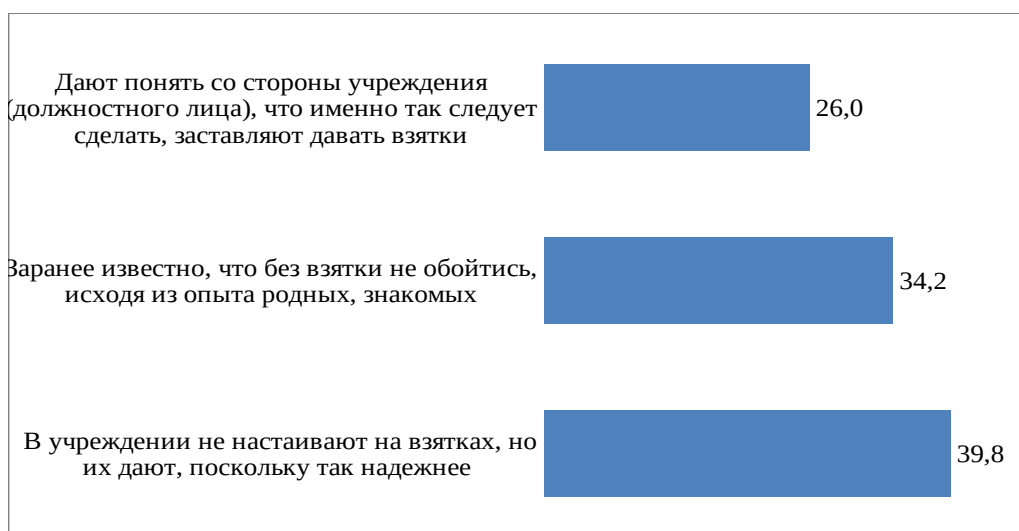 Дают понять со стороны учреждения
(должностного лица), что именно так следует
сделать, заставляют давать взятки
26,0
Заранее известно, что без взятки не обойтись,
исходя из опыта родных, знакомых
34,2
В учреждении не настаивают на взятках, но
их дают, поскольку так надежнее
39,8